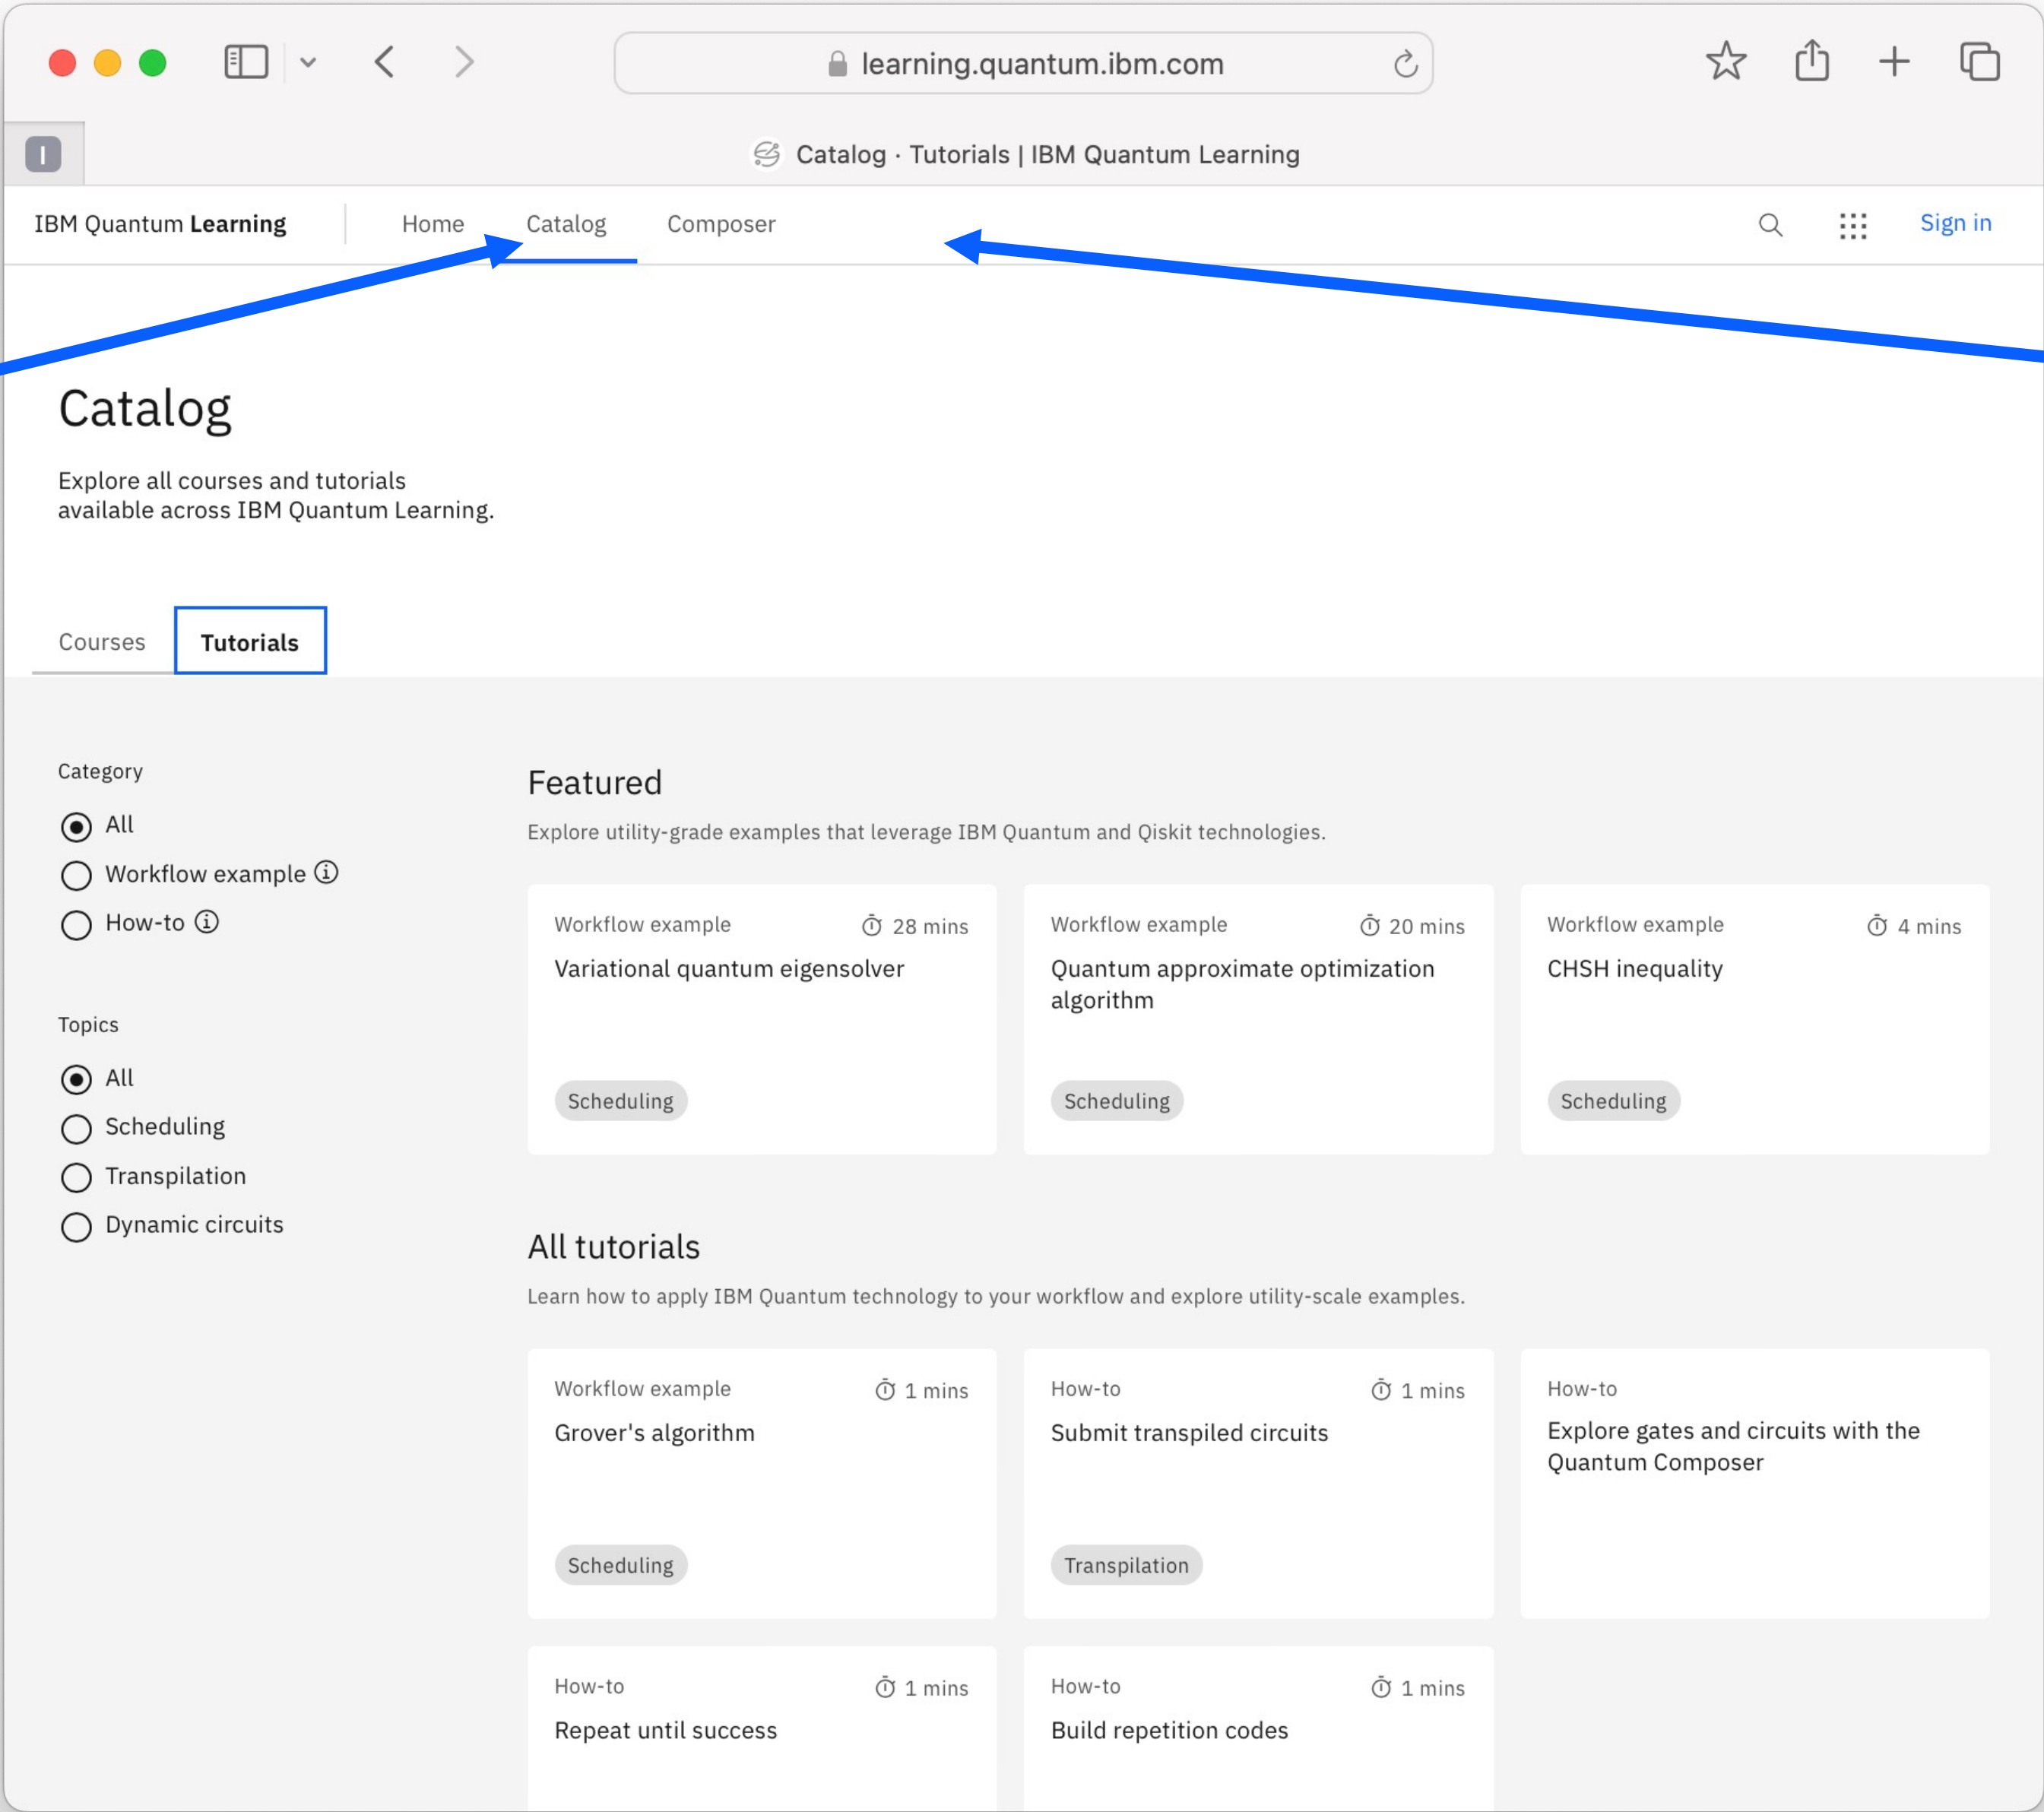 learning.quantum.ibm.com
I
Catalog · Tutorials | IBM Quantum Learning
IBM Quantum Learning Home Catalog Composer Sign in
Catalog
Explore all courses and tutorials
available across IBM Quantum Learning.
Courses Tutorials
Category
All
Workflow example
How-to
Topics
All
Scheduling
Transpilation
Dynamic circuits
Featured
Explore utility-grade examples that leverage IBM Quantum and Qiskit technologies.
Workflow example 28 mins
Variational quantum eigensolver
Scheduling
Workflow example 20 mins
Quantum approximate optimization
algorithm
Scheduling
Workflow example 4 mins
CHSH inequality
Scheduling
All tutorials
Learn how to apply IBM Quantum technology to your workflow and explore utility-scale examples.
Workflow example 1 mins
Grover's algorithm
Scheduling
How-to 1 mins
Submit transpiled circuits
Transpilation
How-to
Explore gates and circuits with the
Quantum Composer
How-to 1 mins
Repeat until success
How-to 1 mins
Build repetition codes